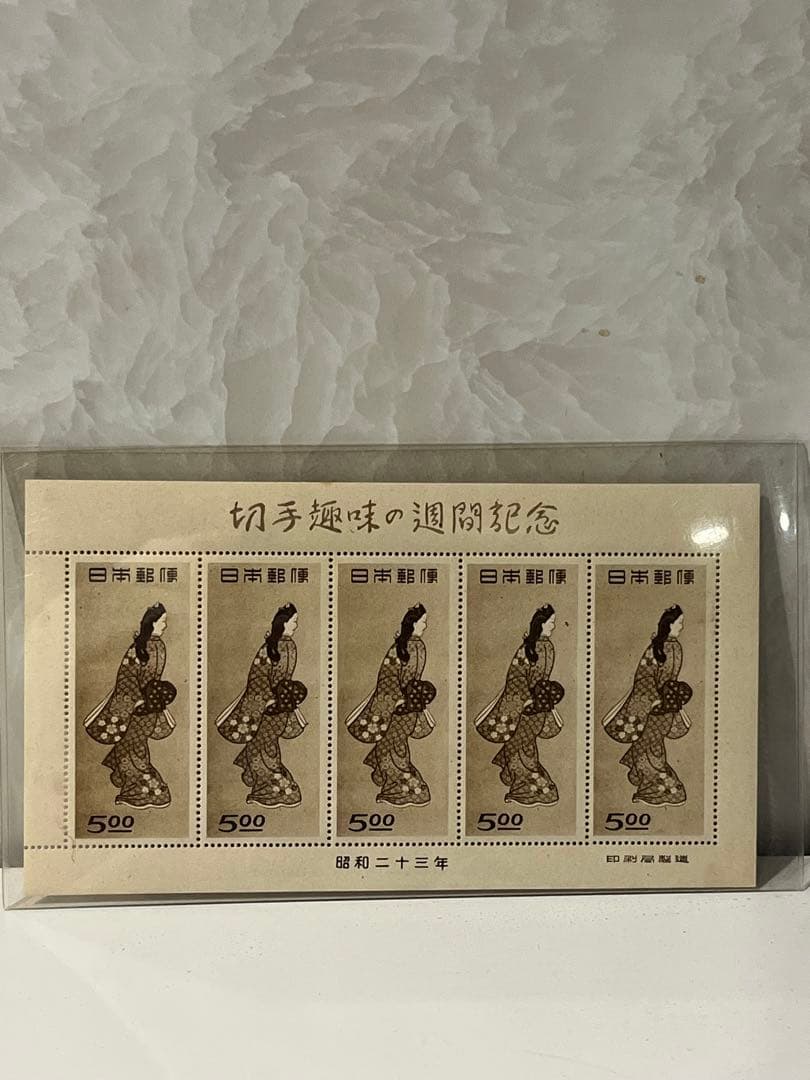 切手趣味の週間記念
日本郵便 日本郵便 日本郵便 日本郵便 日本郵便
5.00 5.00 5.00 5.00 5.00
昭和二十三年
印刷局製造